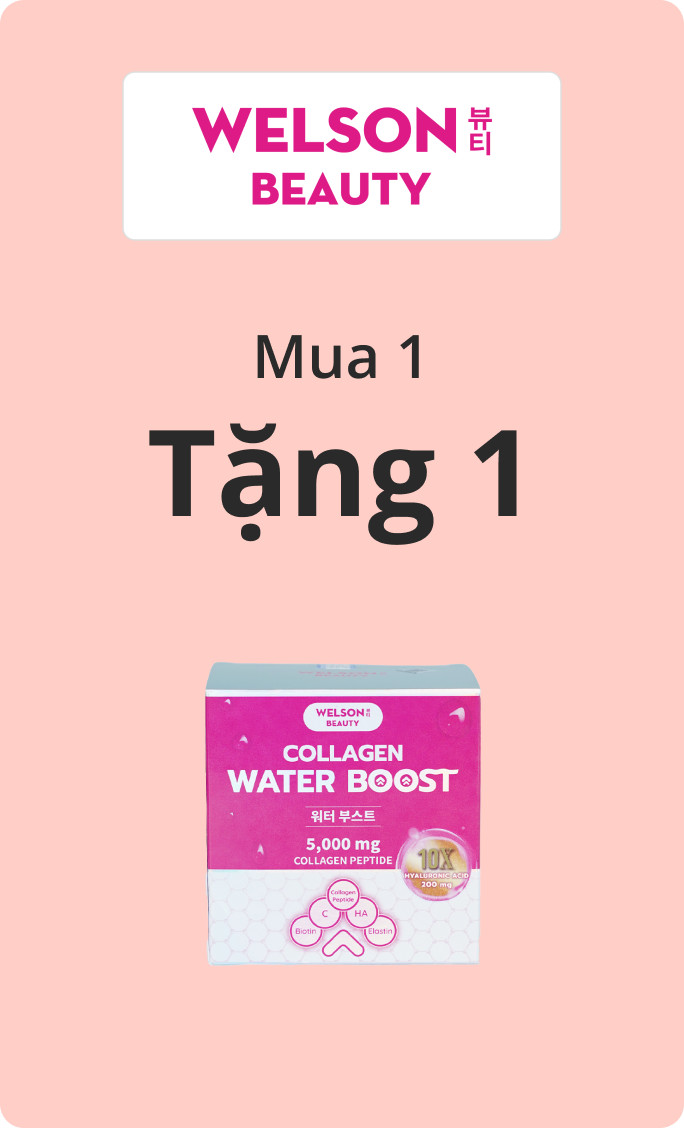 WELSON 뷰티
BEAUTY
Mua 1
Tặng 1
WELSON 뷰티
BEAUTY
COLLAGEN
WATER BOOST
워터 부스트
5,000 mg
COLLAGEN PEPTIDE
10X
HYALURONIC ACID
200 mg
Collagen
Peptide
C
HA
Biotin
Elastin